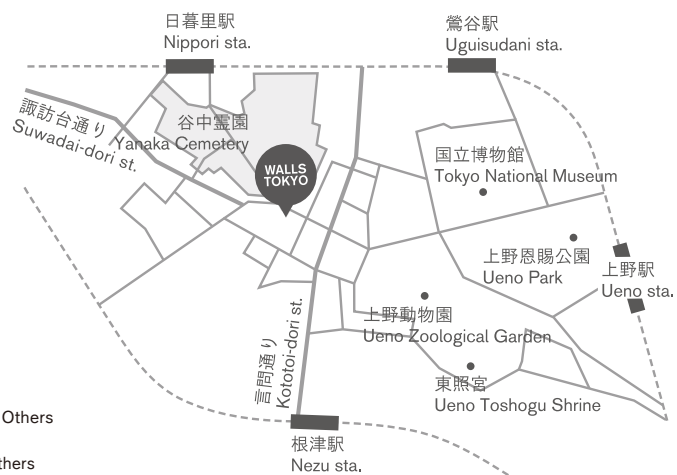 日暮里駅
Nippori sta.
鶯谷駅
Uguisudani sta.
諏訪台通り
Suwadai-dori st.
谷中霊園
Yanaka Cemetery
WALLS
TOKYO
国立博物館
Tokyo National Museum
上野恩賜公園
Ueno Park
上野駅
Ueno sta.
上野動物園
Ueno Zoological Garden
言問通り
Kototoi-dori st.
東照宮
Ueno Toshogu Shrine
Others
thers
根津駅
Nezu sta.